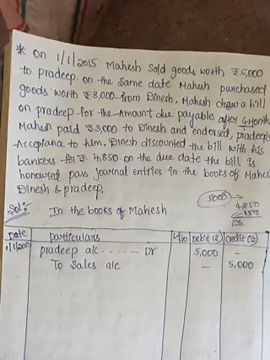 * On 1/1/2015 Mahesh Sold goods worth ₹ 5,000
to pradeep. on the same date Mahesh purchased
goods worth ₹ 8,000 from Dinesh, Mahesh drew a bill
on pradeep for the Amount due payable after 4 Month
Mahesh paid ₹ 3,000 to Dinesh and endorsed, pradeep's
Acceptance to him. Dinesh discounted the bill with his
bankers for ₹ 4,850 on the due date the bill is
honoured. pass journal entries in the books of Mahesh
Dinesh & pradeep.
5000
4,850
150
Sol:- In the books of Mahesh
Date particulars Debit (₹) Credit (₹)
1/1/2015 pradeep a/c ------ Dr 5,000 -
To Sales a/c - 5,000